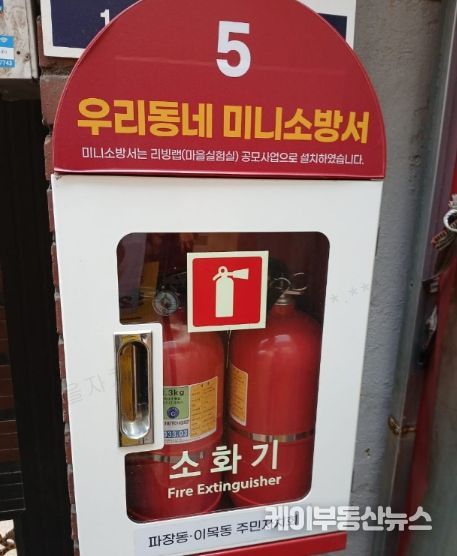 5
우리동네 미니소방서
미니소방서는 리빙랩(마을실험실) 공모사업으로 설치하였습니다.
소화기
Fire Extinguisher
파장동·이목동 주민자치회
케이부동산뉴스